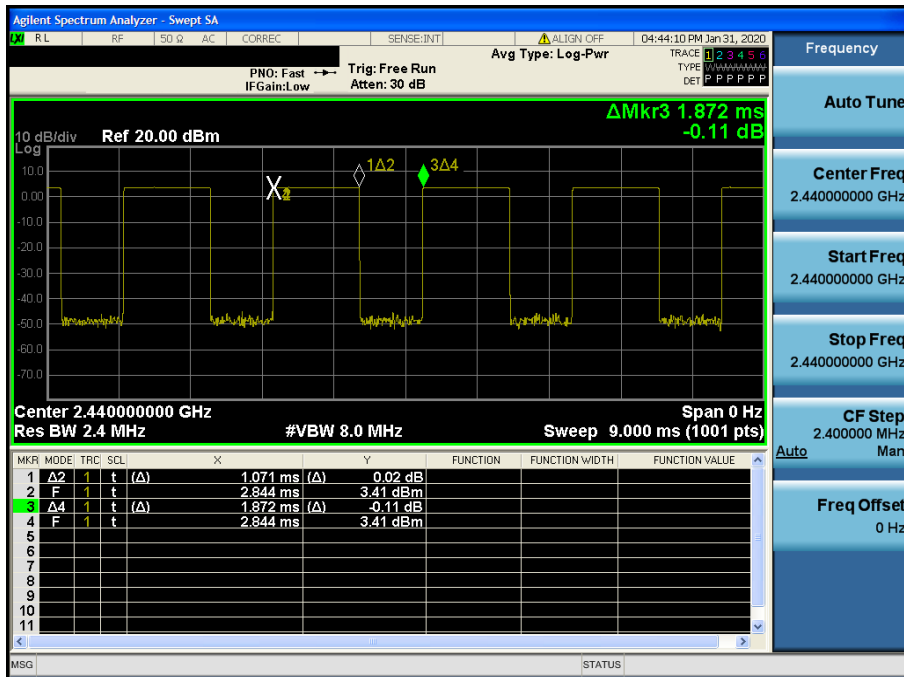 Agilent Spectrum Analyzer - Swept SA
LXI RL RF 50 Ω AC CORREC SENSE:INT ALIGN OFF 04:44:10 PM Jan 31, 2020
PNO: Fast IFGain:Low Trig: Free Run Atten: 30 dB Avg Type: Log-Pwr
TRACE 1 2 3 4 5 6
TYPE
DET P P P P P P
ΔMkr3 1.872 ms
-0.11 dB
10 dB/div Ref 20.00 dBm
Log
1Δ2 3Δ4
10.0
0.00
-10.0
-20.0
-30.0
-40.0
-50.0
-60.0
-70.0
Center 2.440000000 GHz Span 0 Hz
Res BW 2.4 MHz #VBW 8.0 MHz Sweep 9.000 ms (1001 pts)
MKR MODE TRC SCL X Y FUNCTION FUNCTION WIDTH FUNCTION VALUE
1 Δ2 1 t (Δ) 1.071 ms (Δ) 0.02 dB
2 F 1 t 2.844 ms 3.41 dBm
3 Δ4 1 t (Δ) 1.872 ms (Δ) -0.11 dB
4 F 1 t 2.844 ms 3.41 dBm
5
6
7
8
9
10
11
MSG STATUS
Frequency
Auto Tune
Center Freq
2.440000000 GHz
Start Freq
2.440000000 GHz
Stop Freq
2.440000000 GHz
CF Step
2.400000 MHz
Auto Man
Freq Offset
0 Hz